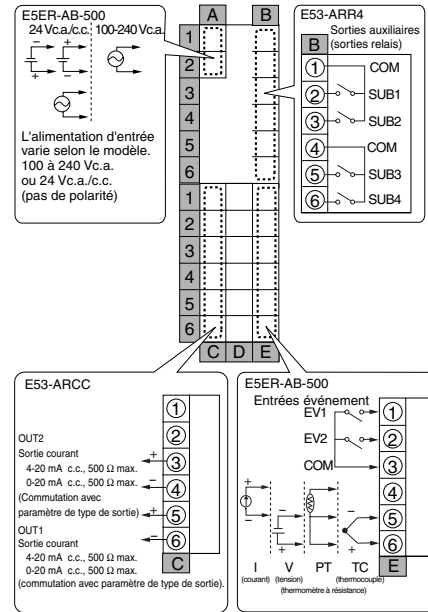 E5ER-AB-500
24 Vc.a./c.c. 100-240Vc.a.
L'alimentation d'entrée
varie selon le modèle.
100 à 240 Vc.a.
ou 24 Vc.a./c.c.
(pas de polarité)
A B
1
2
3
4
5
6
1
2
3
4
5
6
C D E
E53-ARR4
Sorties auxiliaires
(sorties relais)
B
1 COM
2 SUB1
3 SUB2
4 COM
5 SUB3
6 SUB4
E53-ARCC
1
2
3
4
5
6
C
OUT2
Sortie courant
4-20 mA c.c., 500 Ω max.
0-20 mA c.c., 500 Ω max.
(Commutation avec
paramètre de type de sortie)
OUT1
Sortie courant
4-20 mA c.c., 500 Ω max.
0-20 mA c.c., 500 Ω max.
(commutation avec paramètre de type de sortie).
E5ER-AB-500
Entrées événement
EV1 1
EV2 2
COM 3
4
5
6
E
I V PT TC
(courant) (tension) (thermocouple)
(thermomètre à résistance)